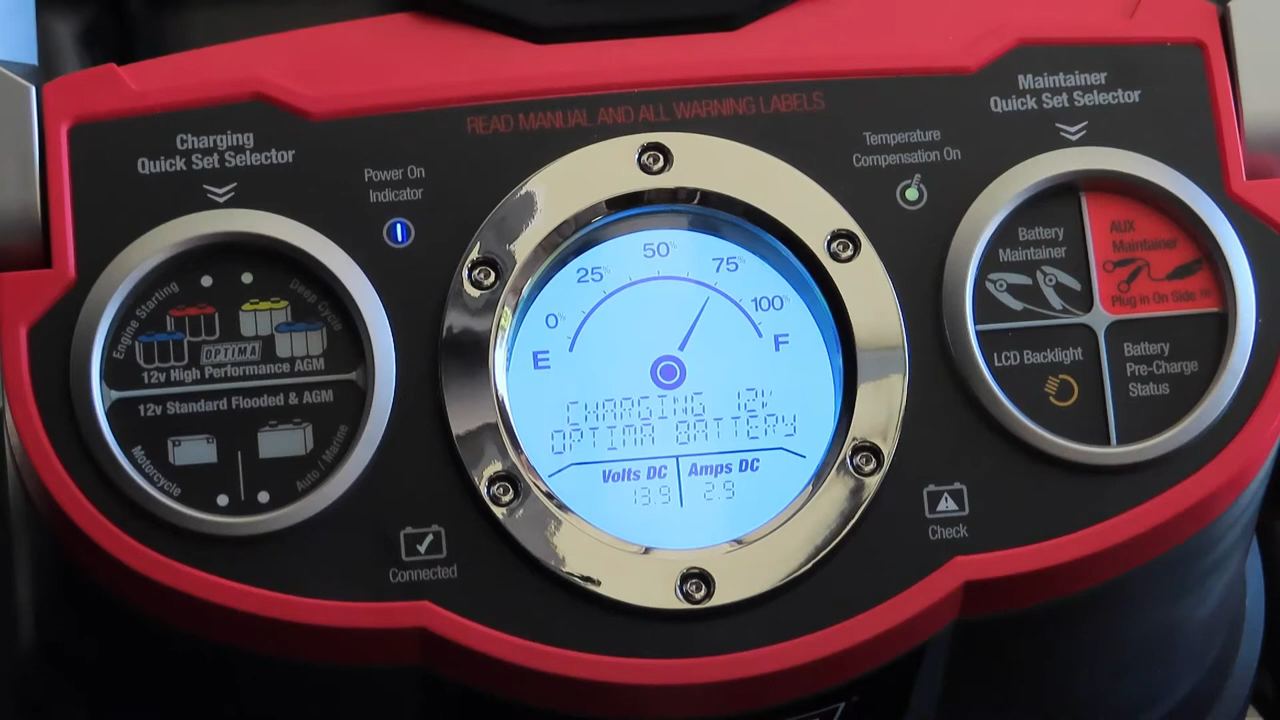 READ MANUAL AND ALL WARNING LABELS
Charging
Quick Set Selector
Power On
Indicator
Engine Starting
Deep Cycle
OPTIMA
12v High Performance AGM
12v Standard Flooded & AGM
Motorcycle
Auto / Marine
Connected
0%
25%
50%
75%
100%
E
F
CHARGING 12V
OPTIMA BATTERY
Volts DC
Amps DC
13.9
2.9
Temperature
Compensation On
Check
Maintainer
Quick Set Selector
Battery
Maintainer
AUX
Maintainer
Plug in On Side
LCD Backlight
Battery
Pre-Charge
Status